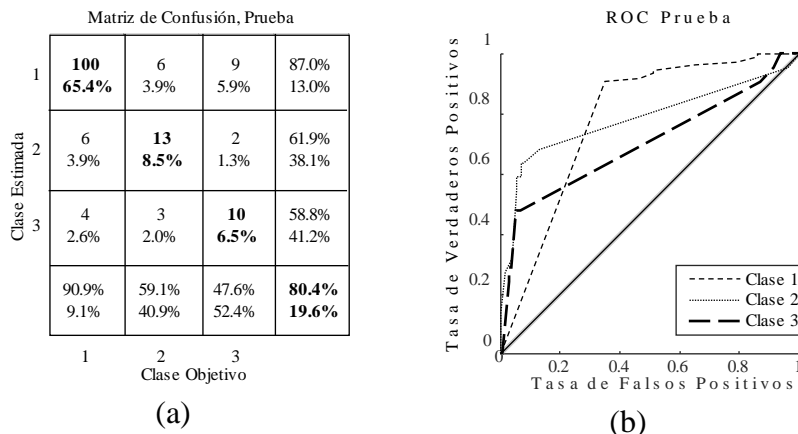 Matriz de Confusión, Prueba
100 6 9 87.0%
1
65.4% 3.9% 5.9% 13.0%
6 13 2 61.9%
2
3.9% 8.5% 1.3% 38.1%
4 3 10 58.8%
3
2.6% 2.0% 6.5% 41.2%
90.9% 59.1% 47.6% 80.4%
9.1% 40.9% 52.4% 19.6%
1 2 3
Clase Objetivo
Clase Estimada
(a)
ROC Prueba
1
0.8
0.6
0.4
0.2
0
0 0.2 0.4 0.6 0.8 1
Tasa de Verdaderos Positivos
Tasa de Falsos Positivos
Clase 1
Clase 2
Clase 3
(b)